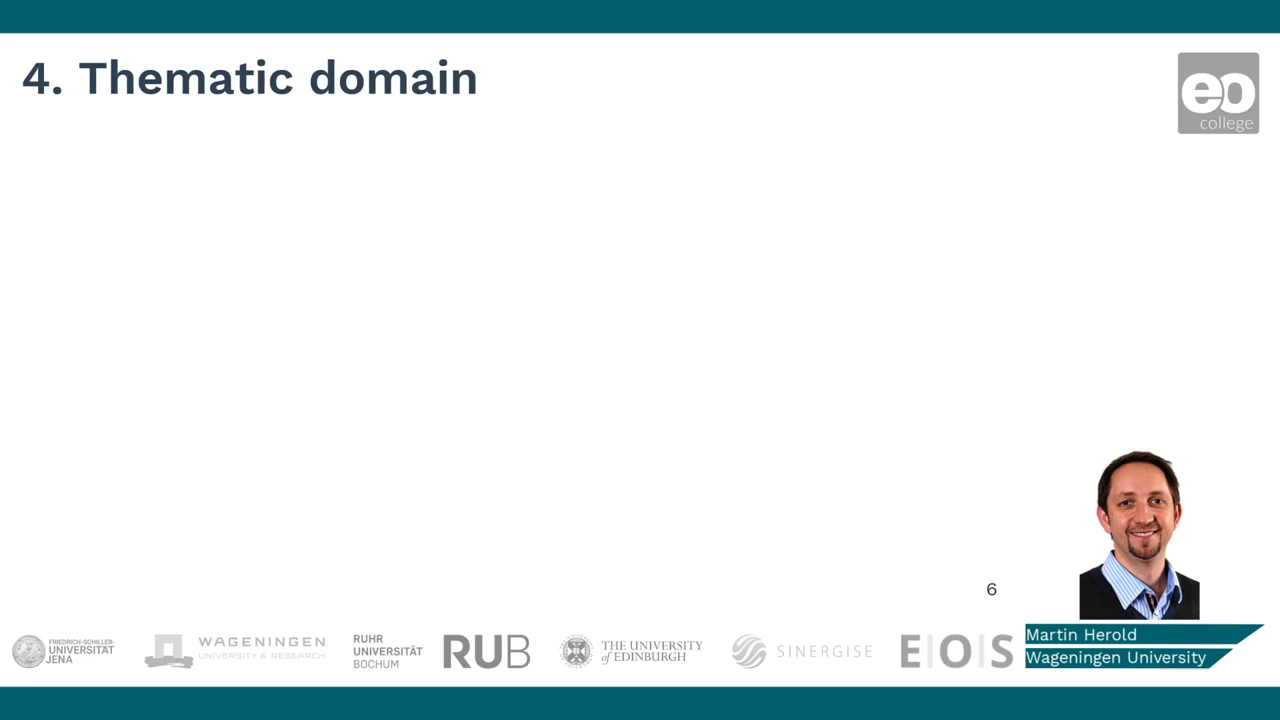 4. Thematic domain
eo
college
6
FRIEDRICH-SCHILLER-
UNIVERSITÄT
JENA
WAGENINGEN
UNIVERSITY & RESEARCH
RUHR
UNIVERSITÄT
BOCHUM
RUB
THE UNIVERSITY
of EDINBURGH
SINERGISE
E|O|S
Martin Herold
Wageningen University